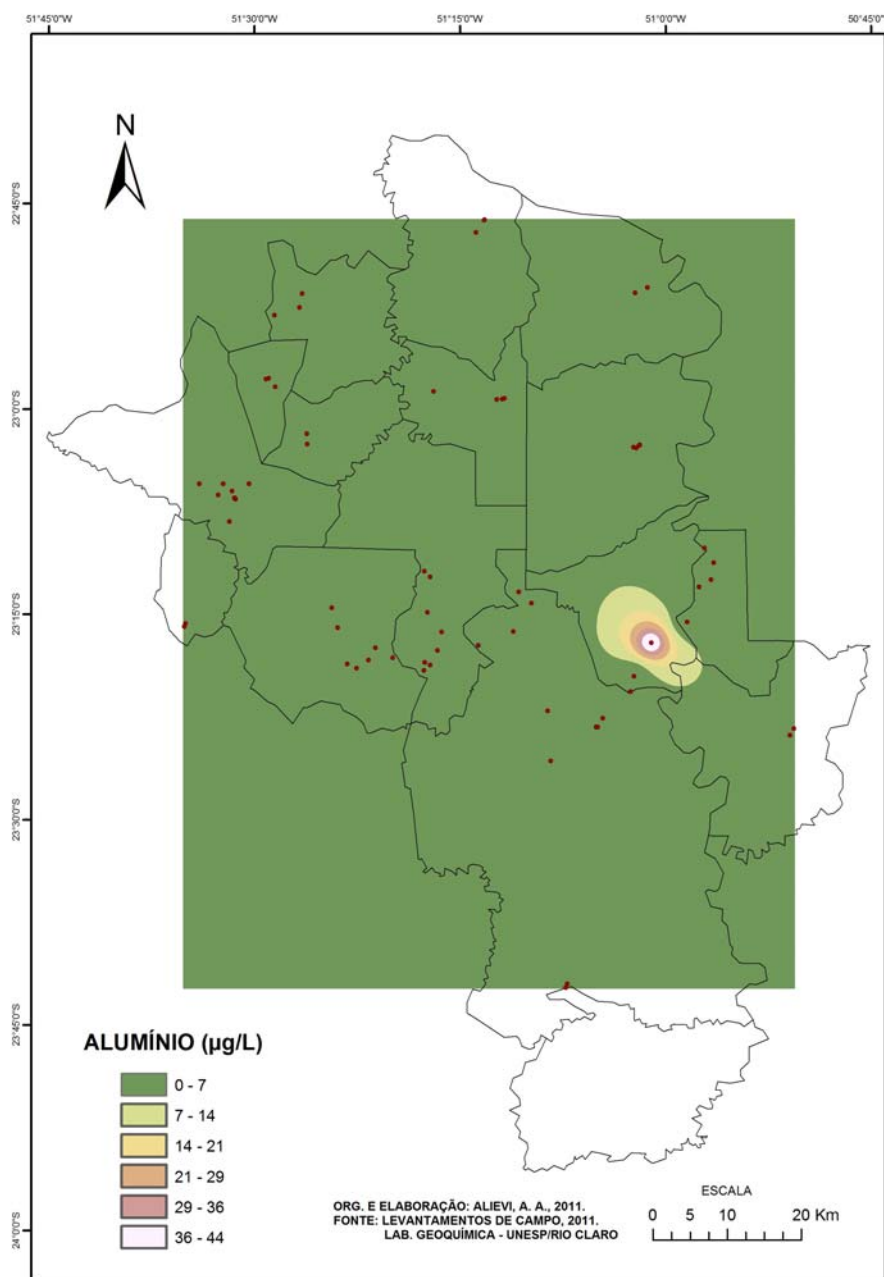 51°45'0"W 51°30'0"W 51°15'0"W 51°0'0"W 50°45'0"W
N
22°45'0"S
23°0'0"S
23°15'0"S
23°30'0"S
23°45'0"S
24°0'0"S
ALUMÍNIO (µg/L)
0 - 7
7 - 14
14 - 21
21 - 29
29 - 36
36 - 44
ORG. E ELABORAÇÃO: ALIEVI, A. A., 2011.
FONTE: LEVANTAMENTOS DE CAMPO, 2011.
LAB. GEOQUÍMICA - UNESP/RIO CLARO
ESCALA
0 5 10 20 Km